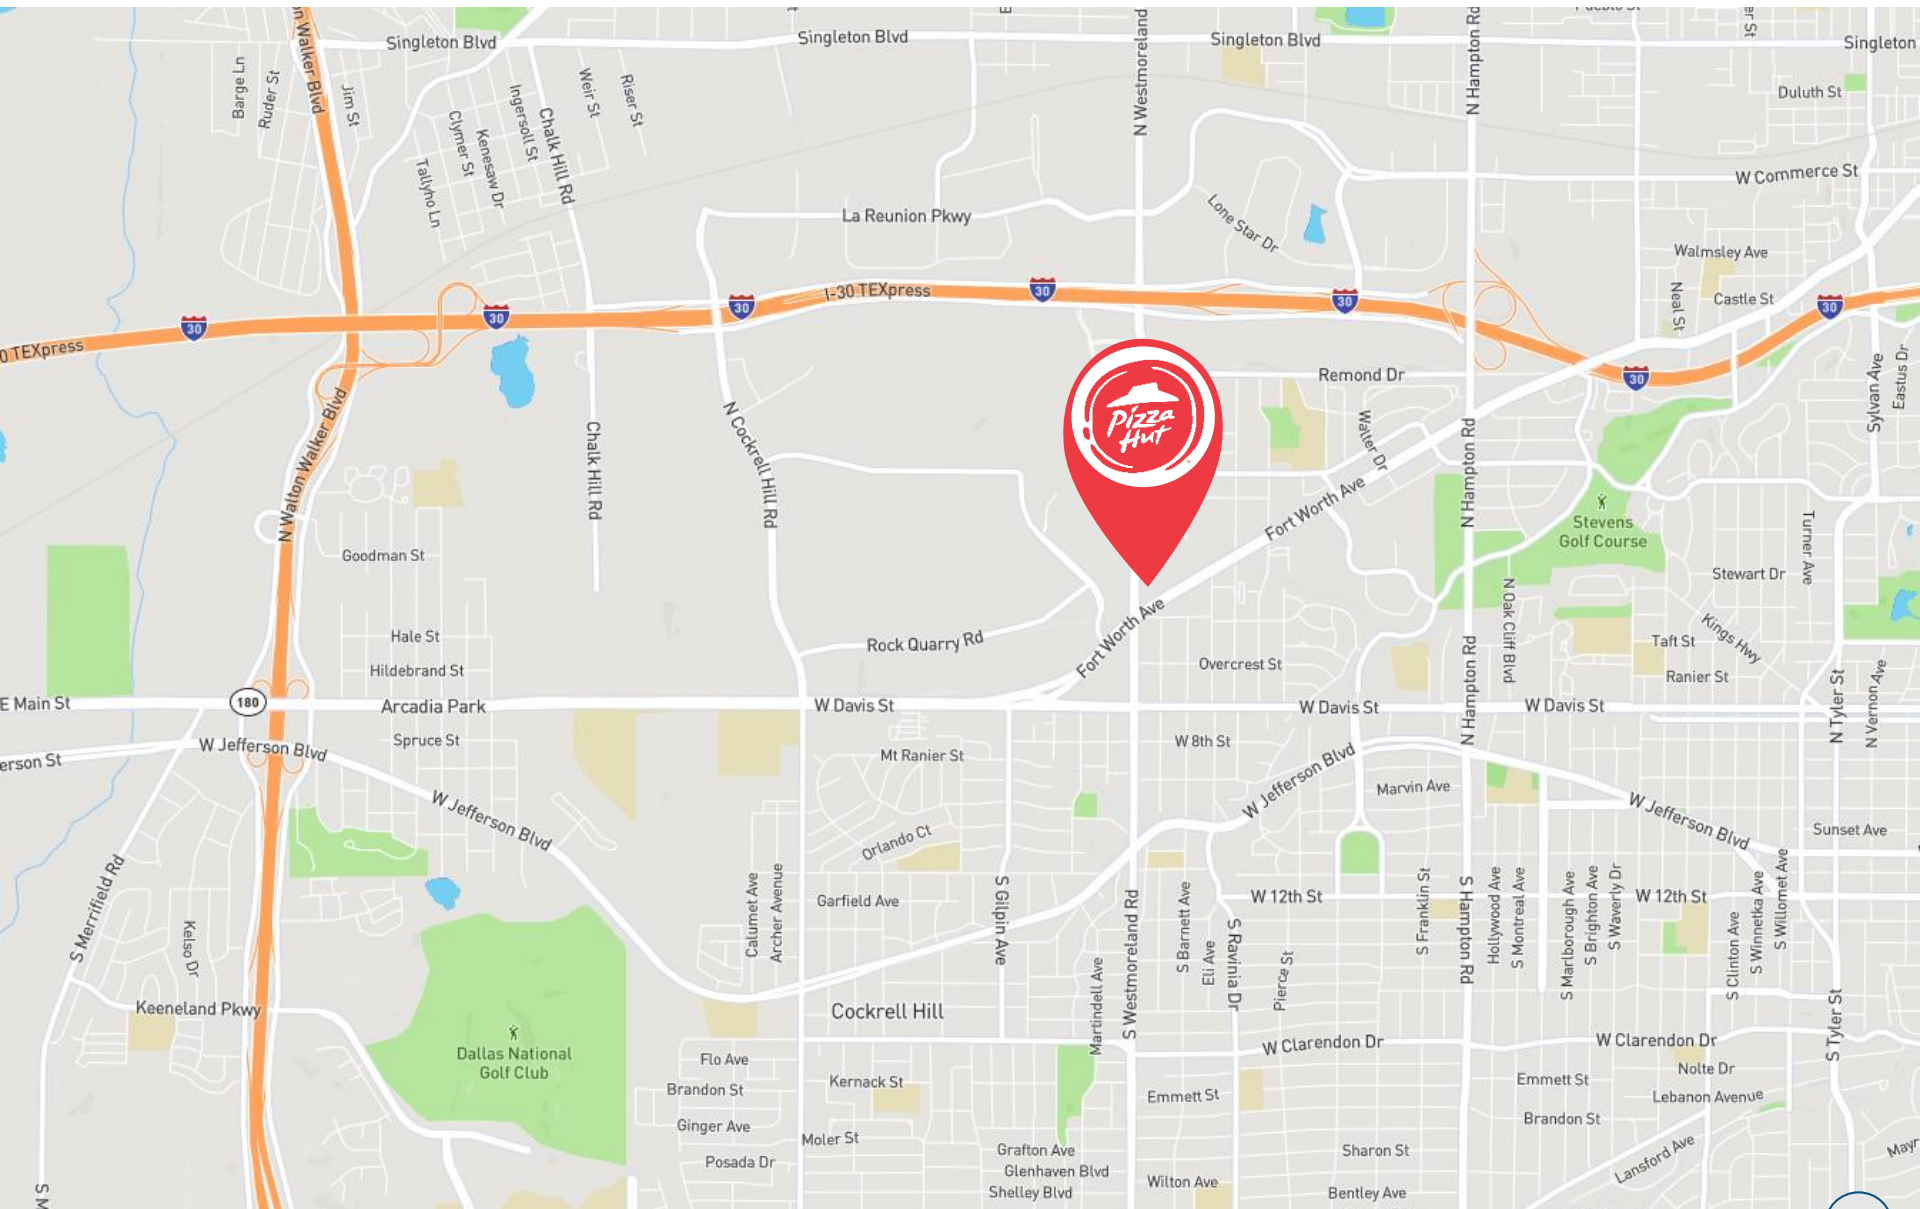 Singleton Blvd
Singleton Blvd
Singleton Blvd
Singleton
N Walton Walker Blvd
Barge Ln
Ruder St
Jim St
Clymer St
Kenesaw Dr
Ingersoll St
Chalk Hill Rd
Weir St
Riser St
Tallyho Ln
N Westmoreland
N Hampton Rd
Duluth St
W Commerce St
La Reunion Pkwy
Lone Star Dr
Walmsley Ave
Neal St
Castle St
30
30
30
I-30 TEXpress
30
30
30
30
0 TEXpress
Remond Dr
Sylvan Ave
Eastus Dr
N Walton Walker Blvd
Chalk Hill Rd
N Cockrell Hill Rd
Pizza
Hut
Walter Dr
N Hampton Rd
Fort Worth Ave
Stevens
Golf Course
Turner Ave
Goodman St
Stewart Dr
N Oak Cliff Blvd
Fort Worth Ave
Hale St
Hildebrand St
Rock Quarry Rd
Overcrest St
N Hampton Rd
Taft St
Kings Hwy
Ranier St
N Tyler St
N Vernon Ave
E Main St
180
Arcadia Park
W Davis St
W Davis St
W Davis St
erson St
W Jefferson Blvd
Spruce St
Mt Ranier St
W 8th St
W Jefferson Blvd
Marvin Ave
W Jefferson Blvd
W Jefferson Blvd
Sunset Ave
Orlando Ct
S Merrifield Rd
Kelso Dr
Calumet Ave
Archer Avenue
Garfield Ave
S Gilpin Ave
S Westmoreland Rd
Martindell Ave
S Barnett Ave
Eli Ave
S Ravinia Dr
Pierce St
W 12th St
S Franklin St
S Hampton Rd
Hollywood Ave
S Montreal Ave
S Marlborough Ave
S Brighton Ave
S Waverly Dr
W 12th St
S Clinton Ave
S Winnetka Ave
S Willomet Ave
Keeneland Pkwy
Cockrell Hill
S Tyler St
Dallas National
Golf Club
Flo Ave
W Clarendon Dr
W Clarendon Dr
Brandon St
Kernack St
Emmett St
Emmett St
Nolte Dr
Lebanon Avenue
Ginger Ave
Moler St
Brandon St
Posada Dr
Grafton Ave
Glenhaven Blvd
Shelley Blvd
Sharon St
Lansford Ave
Mayr
Wilton Ave
Bentley Ave
S M